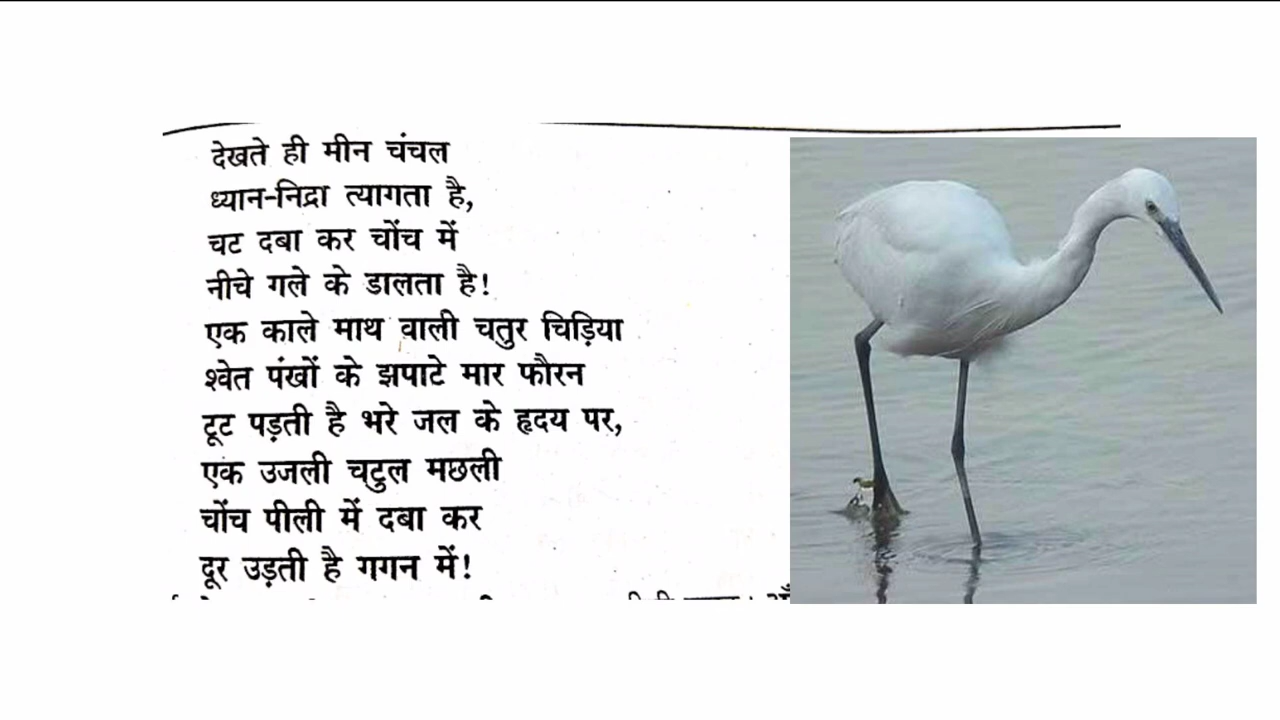 देखते ही मीन चंचल
ध्यान-निद्रा त्यागता है,
चट दबा कर चोंच में
नीचे गले के डालता है!
एक काले माथ वाली चतुर चिड़िया
श्वेत पंखों के झपाटे मार फौरन
टूट पड़ती है भरे जल के हृदय पर,
एक उजली चटुल मछली
चोंच पीली में दबा कर
दूर उड़ती है गगन में!